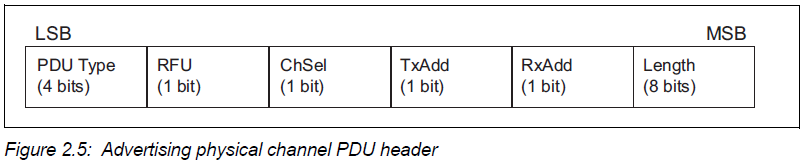 LSB MSB
PDU Type RFU ChSel TxAdd RxAdd Length
(4 bits) (1 bit) (1 bit) (1 bit) (1 bit) (8 bits)
Figure 2.5: Advertising physical channel PDU header